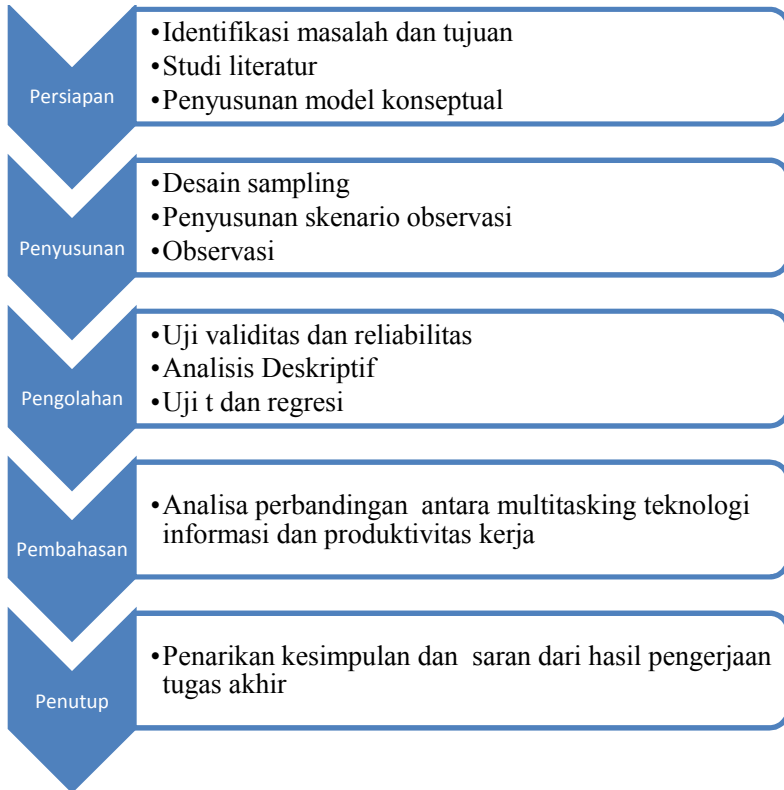 Persiapan
•Identifikasi masalah dan tujuan
•Studi literatur
•Penyusunan model konseptual
Penyusunan
•Desain sampling
•Penyusunan skenario observasi
•Observasi
Pengolahan
•Uji validitas dan reliabilitas
•Analisis Deskriptif
•Uji t dan regresi
Pembahasan
•Analisa perbandingan antara multitasking teknologi
informasi dan produktivitas kerja
Penutup
•Penarikan kesimpulan dan saran dari hasil pengerjaan
tugas akhir